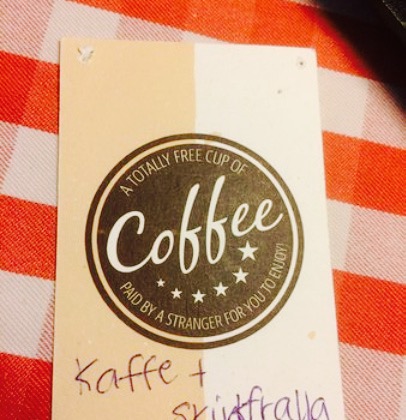 A TOTALLY FREE CUP OF
Coffee
PAID BY A STRANGER FOR YOU TO ENJOY!
Kaffe +